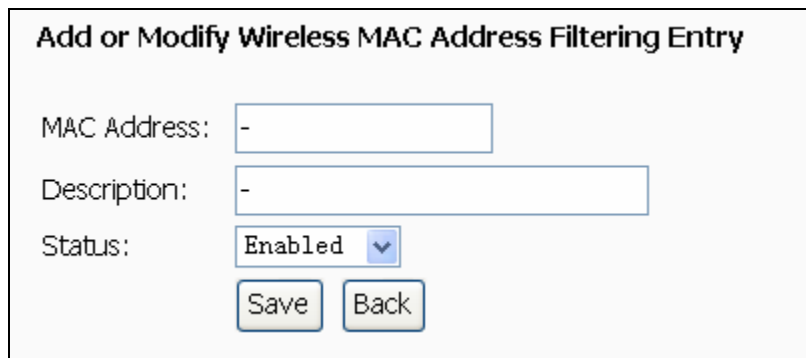 Add or Modify Wireless MAC Address Filtering Entry
MAC Address: -
Description: -
Status: Enabled
Save Back